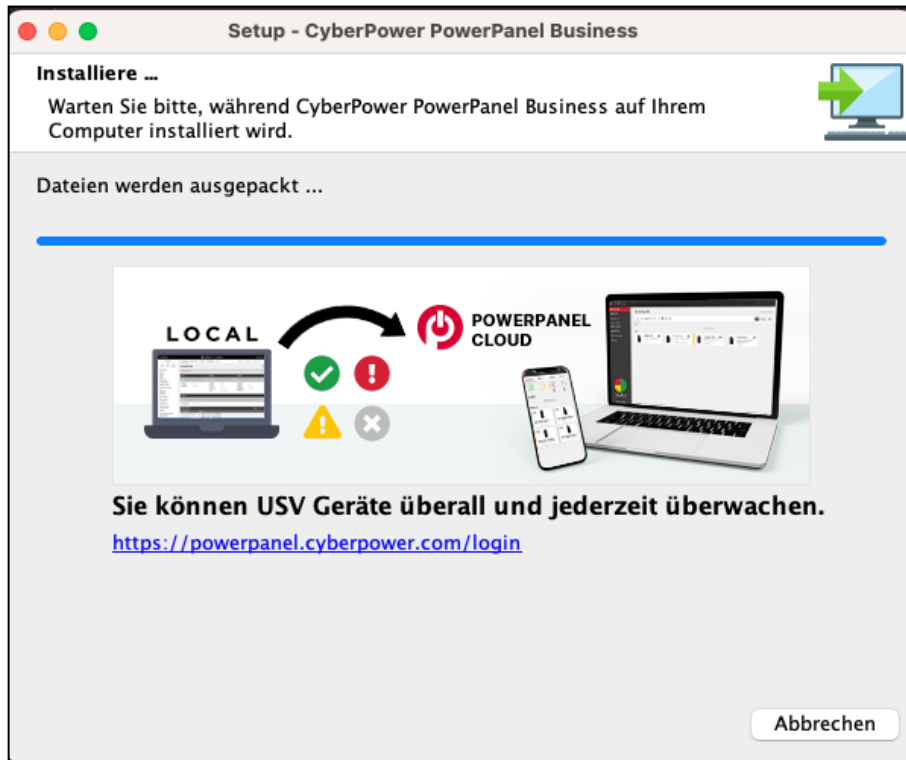 Setup - CyberPower PowerPanel Business
Installiere ...
Warten Sie bitte, während CyberPower PowerPanel Business auf Ihrem
Computer installiert wird.
Dateien werden ausgepackt ...
LOCAL
POWERPANEL
CLOUD
Sie können USV Geräte überall und jederzeit überwachen.
https://powerpanel.cyberpower.com/login
Abbrechen